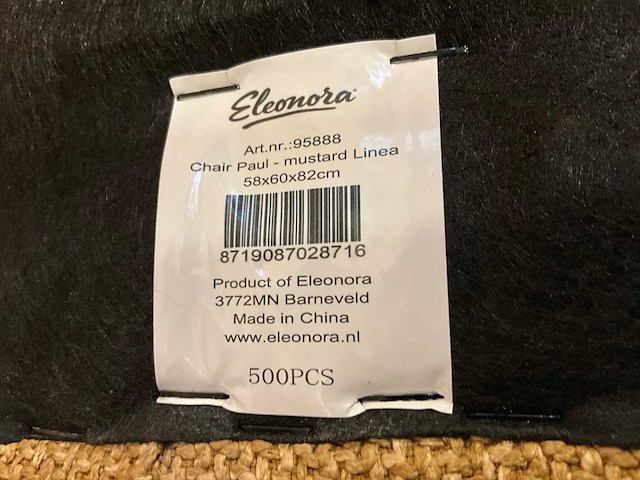 Eleonora
Art.nr.:95888
Chair Paul - mustard Linea
58x60x82cm
8719087028716
Product of Eleonora
3772MN Barneveld
Made in China
www.eleonora.nl
500PCS